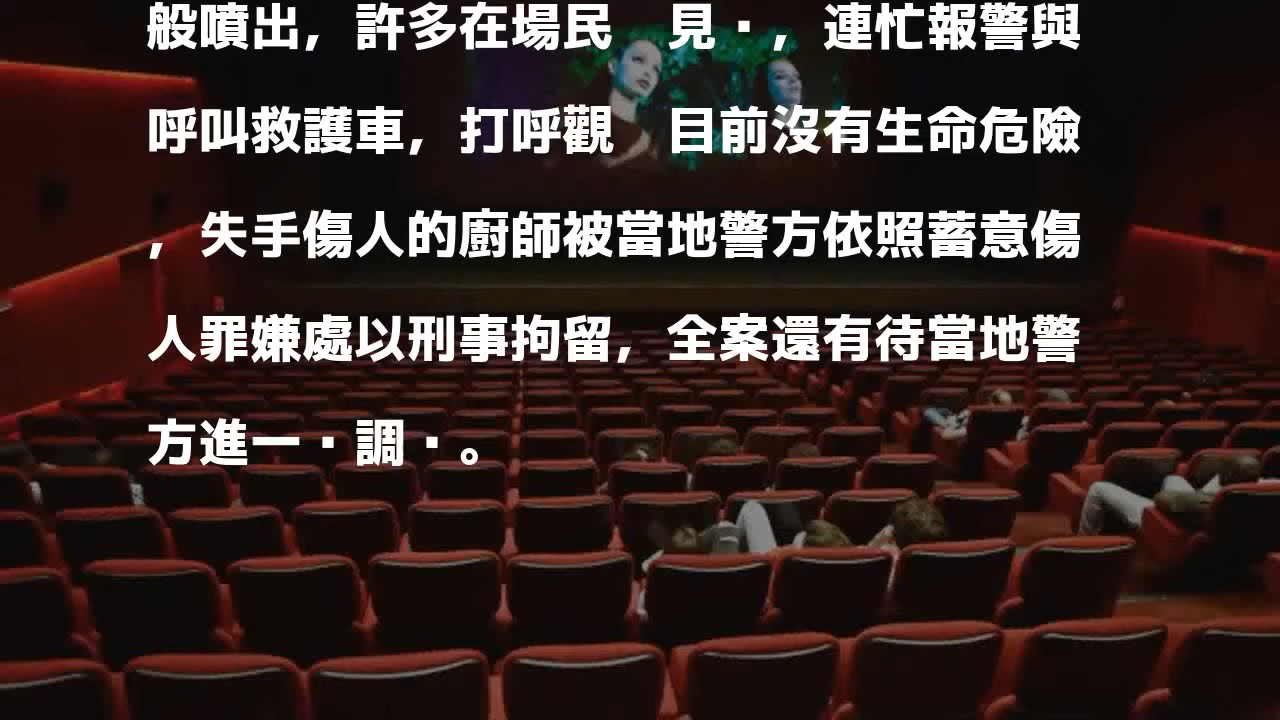 般噴出，許多在場民　見▪，連忙報警與
呼叫救護車，打呼觀　目前沒有生命危險
，失手傷人的廚師被當地警方依照蓄意傷
人罪嫌處以刑事拘留，全案還有待當地警
方進一▪調▪。